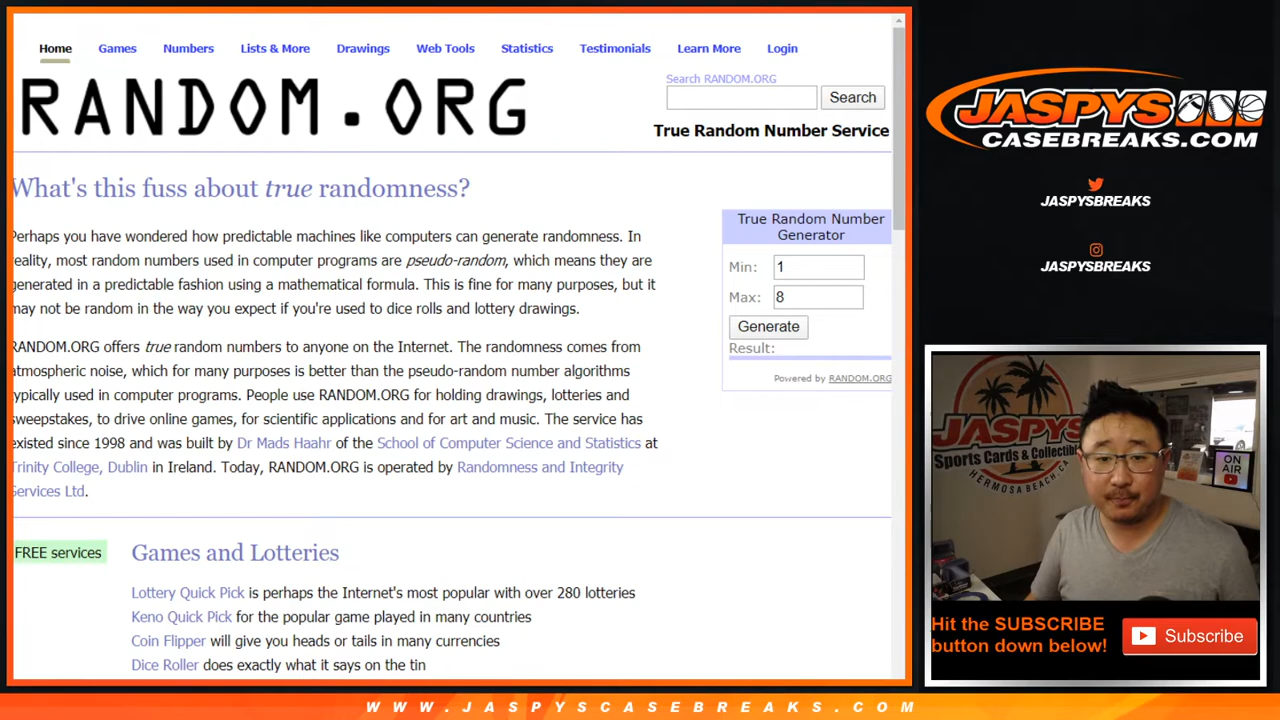 Home Games Numbers Lists & More Drawings Web Tools Statistics Testimonials Learn More Login
RANDOM.ORG
Search RANDOM.ORG
Search
True Random Number Service
What's this fuss about true randomness?
Perhaps you have wondered how predictable machines like computers can generate randomness. In
reality, most random numbers used in computer programs are pseudo-random, which means they are
generated in a predictable fashion using a mathematical formula. This is fine for many purposes, but it
may not be random in the way you expect if you're used to dice rolls and lottery drawings.
RANDOM.ORG offers true random numbers to anyone on the Internet. The randomness comes from
atmospheric noise, which for many purposes is better than the pseudo-random number algorithms
typically used in computer programs. People use RANDOM.ORG for holding drawings, lotteries and
sweepstakes, to drive online games, for scientific applications and for art and music. The service has
existed since 1998 and was built by Dr Mads Haahr of the School of Computer Science and Statistics at
Trinity College, Dublin in Ireland. Today, RANDOM.ORG is operated by Randomness and Integrity
Services Ltd.
True Random Number
Generator
Min: 1
Max: 8
Generate
Result:
Powered by RANDOM.ORG
FREE services
Games and Lotteries
Lottery Quick Pick is perhaps the Internet's most popular with over 280 lotteries
Keno Quick Pick for the popular game played in many countries
Coin Flipper will give you heads or tails in many currencies
Dice Roller does exactly what it says on the tin
JASPYS
CASEBREAKS.COM
JASPYSBREAKS
JASPYSBREAKS
JASPYS
Sports Cards & Collectibl
HERMOSA BEACH, CA
ON
AIR
Hit the SUBSCRIBE
button down below!
Subscribe
WWW.JASPYSCASEBREAKS.COM